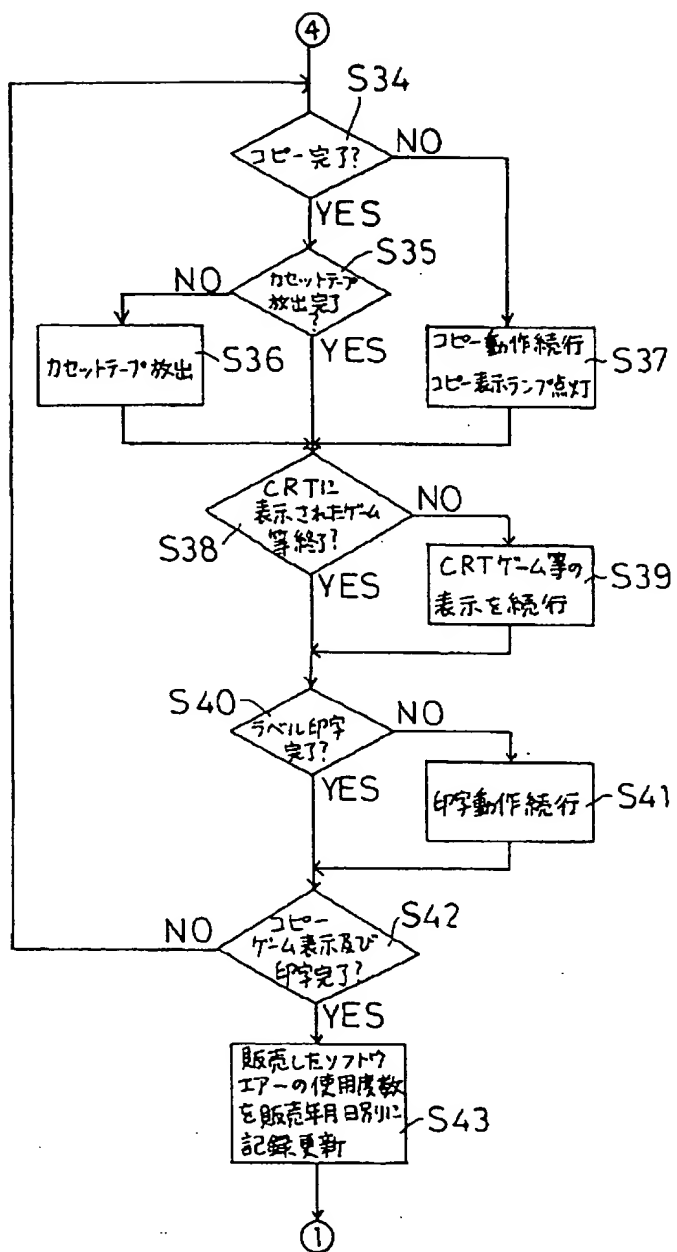 ④
S34
コピー完了?
NO
YES
S35
カセットテープ
放出完了
?
NO
YES
カセットテープ放出
S36
コピー動作続行
コピー表示ランプ点灯
S37
CRTに
表示されたゲーム
等終了?
S38
NO
YES
CRTゲーム等の
表示を続行
S39
S40
ラベル印字
完了?
NO
YES
印字動作続行
S41
コピー
ゲーム表示及び
印字完了?
S42
NO
YES
販売したソフトウ
エアーの使用度数
を販売年月日別に
記録更新
S43
①